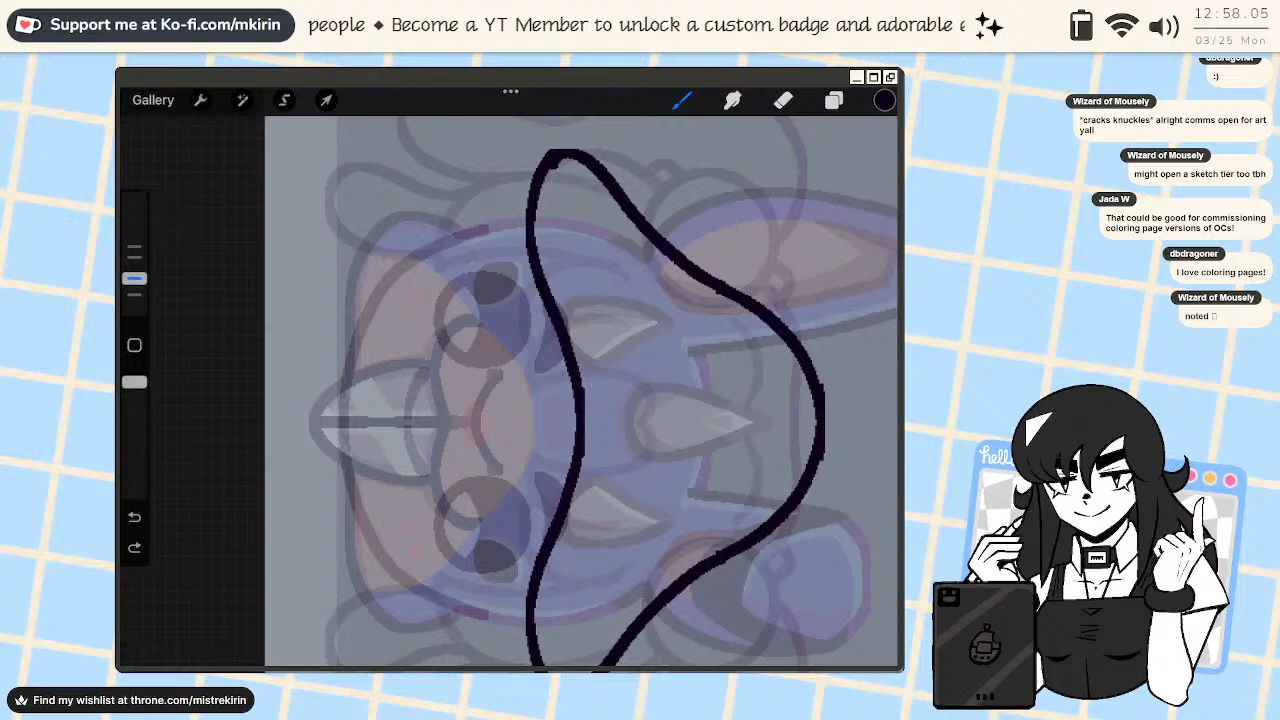 Support me at Ko-fi.com/mkirin
people ◆ Become a YT Member to unlock a custom badge and adorable
12:58.05
03/25 Mon
Gallery
dbdragoner
:)
Wizard of Mousely
*cracks knuckles* alright comms open for art
yall
Wizard of Mousely
might open a sketch tier too tbh
Jada W
That could be good for commissioning
coloring page versions of OCs!
dbdragoner
I love coloring pages!
Wizard of Mousely
noted
hello
Find my wishlist at throne.com/mistrekirin